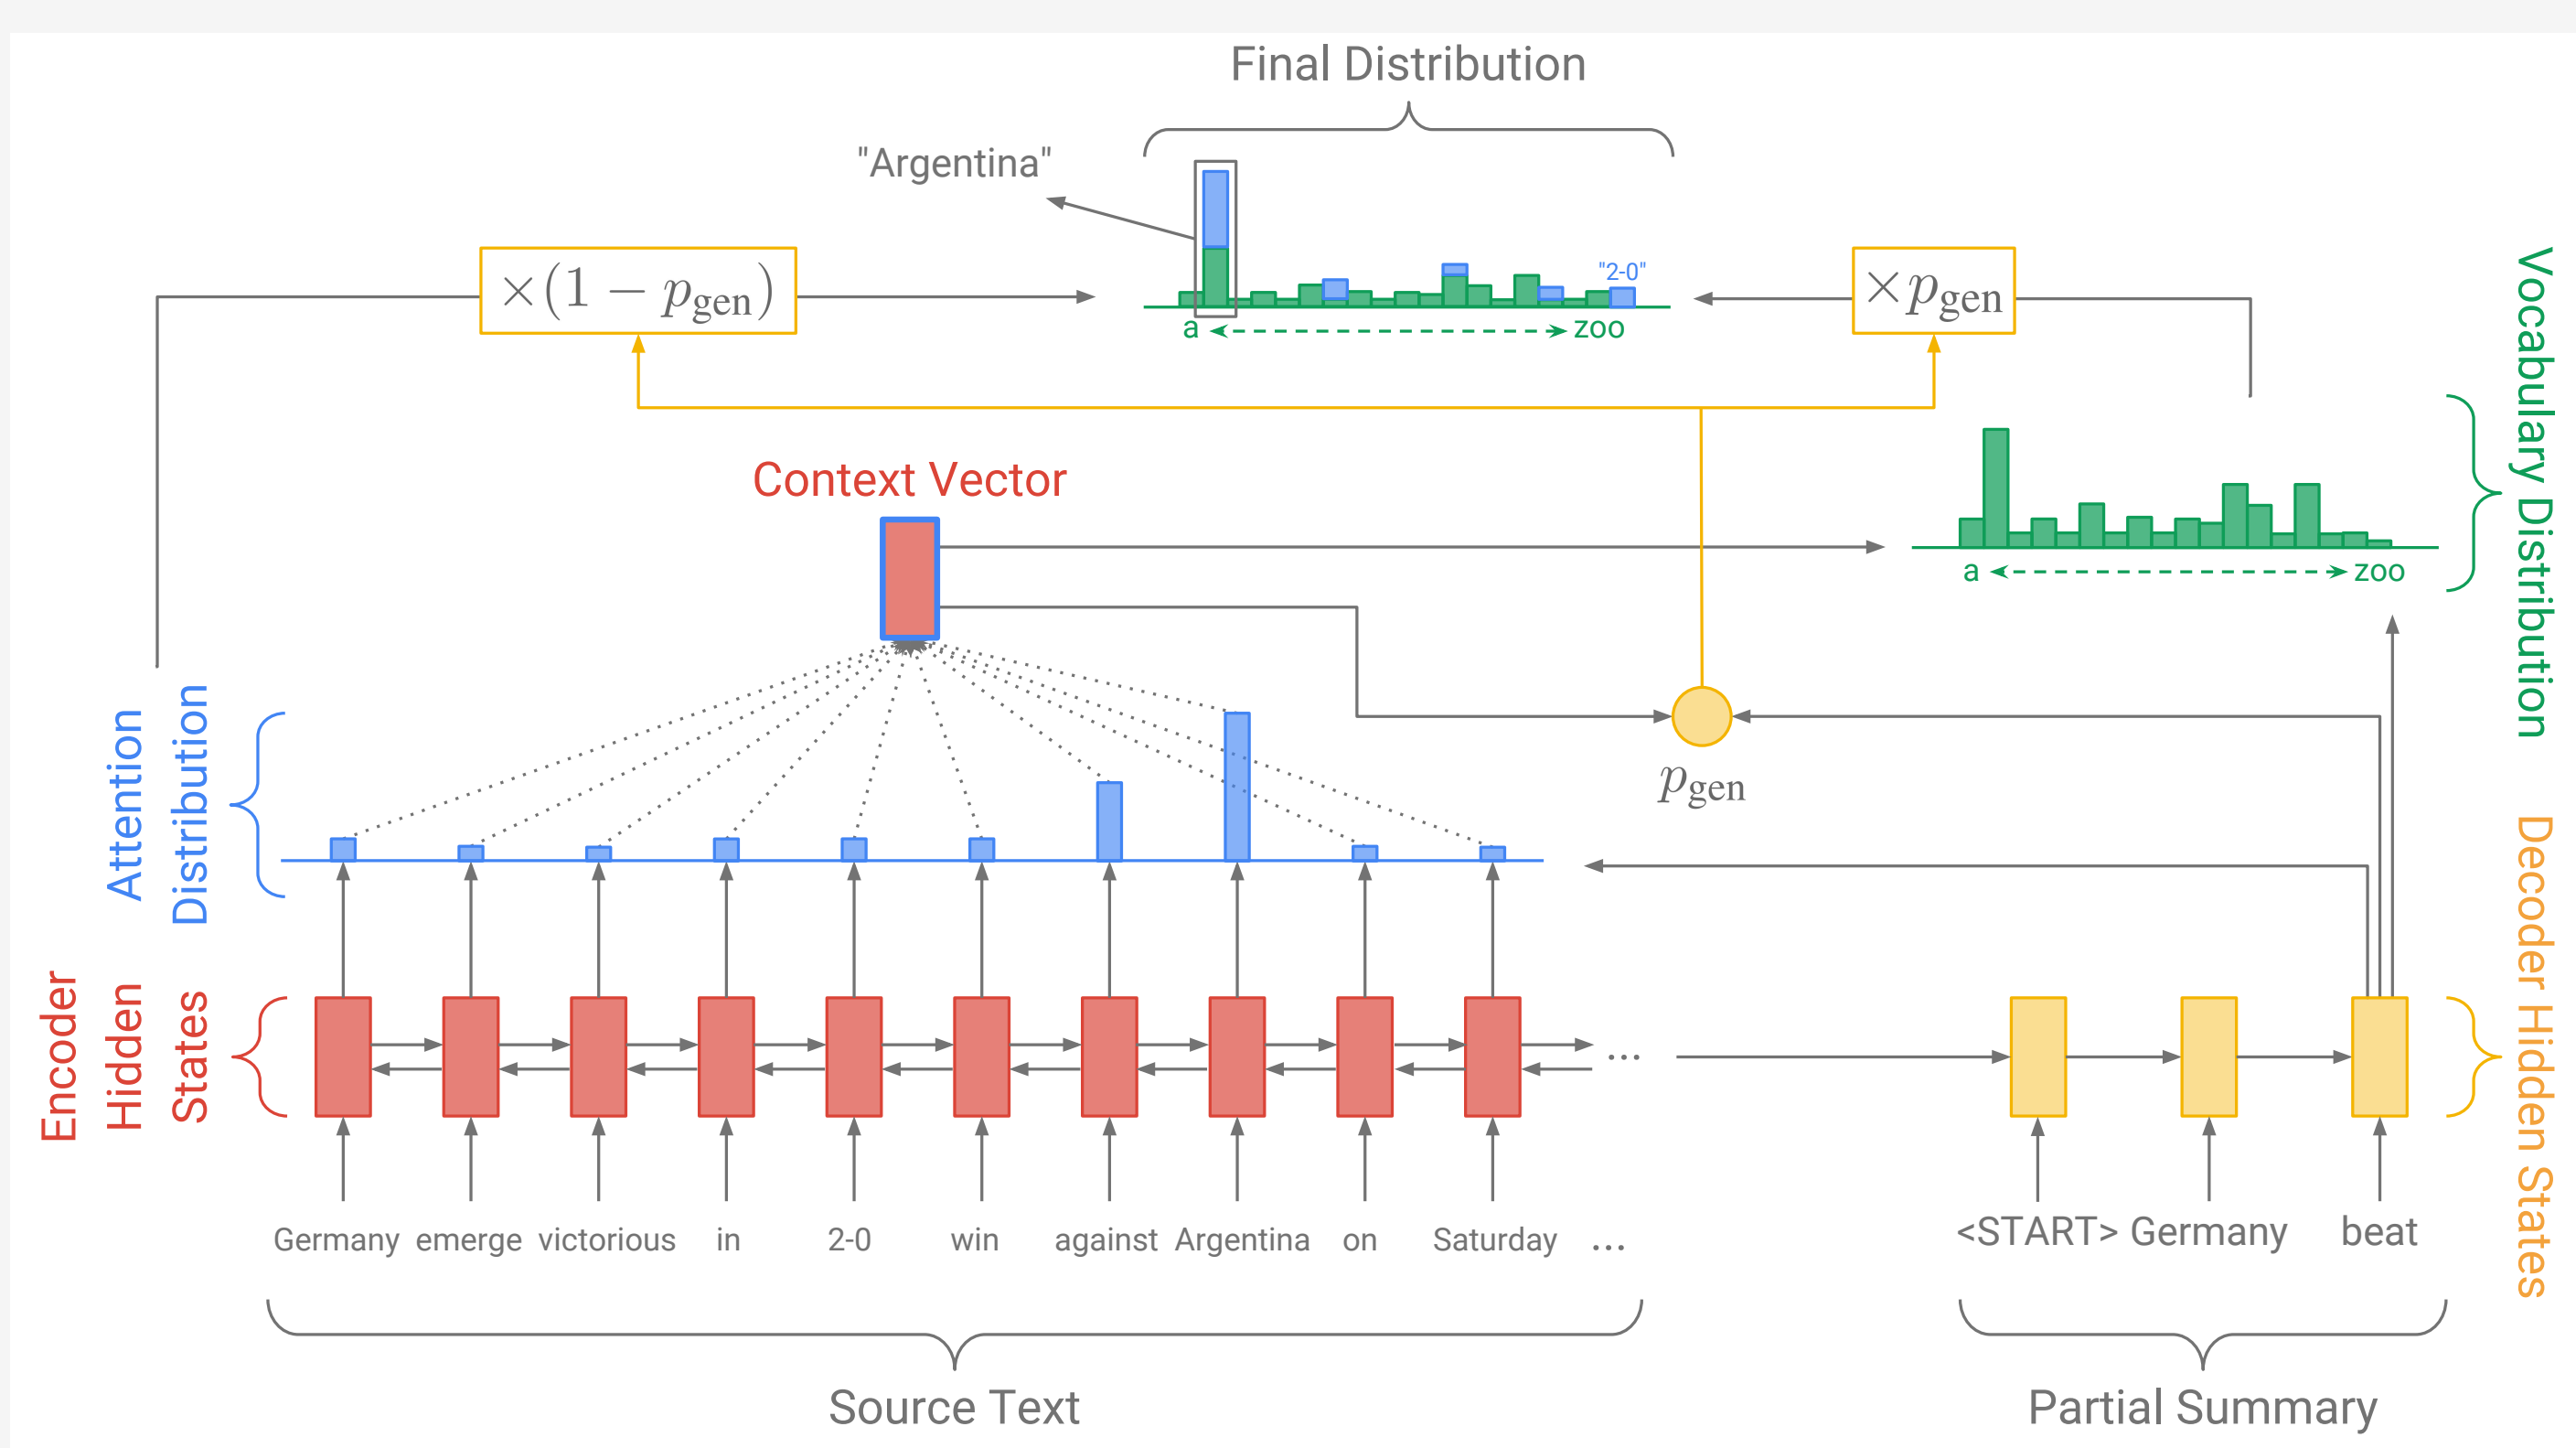 Final Distribution
"Argentina"
×(1 − p_gen)
"2-0"
×p_gen
a
zoo
Context Vector
Vocabulary Distribution
a
zoo
Attention
Distribution
p_gen
Encoder
Hidden
States
...
Decoder Hidden States
Germany emerge victorious in 2-0 win against Argentina on Saturday ...
<START> Germany beat
Source Text
Partial Summary